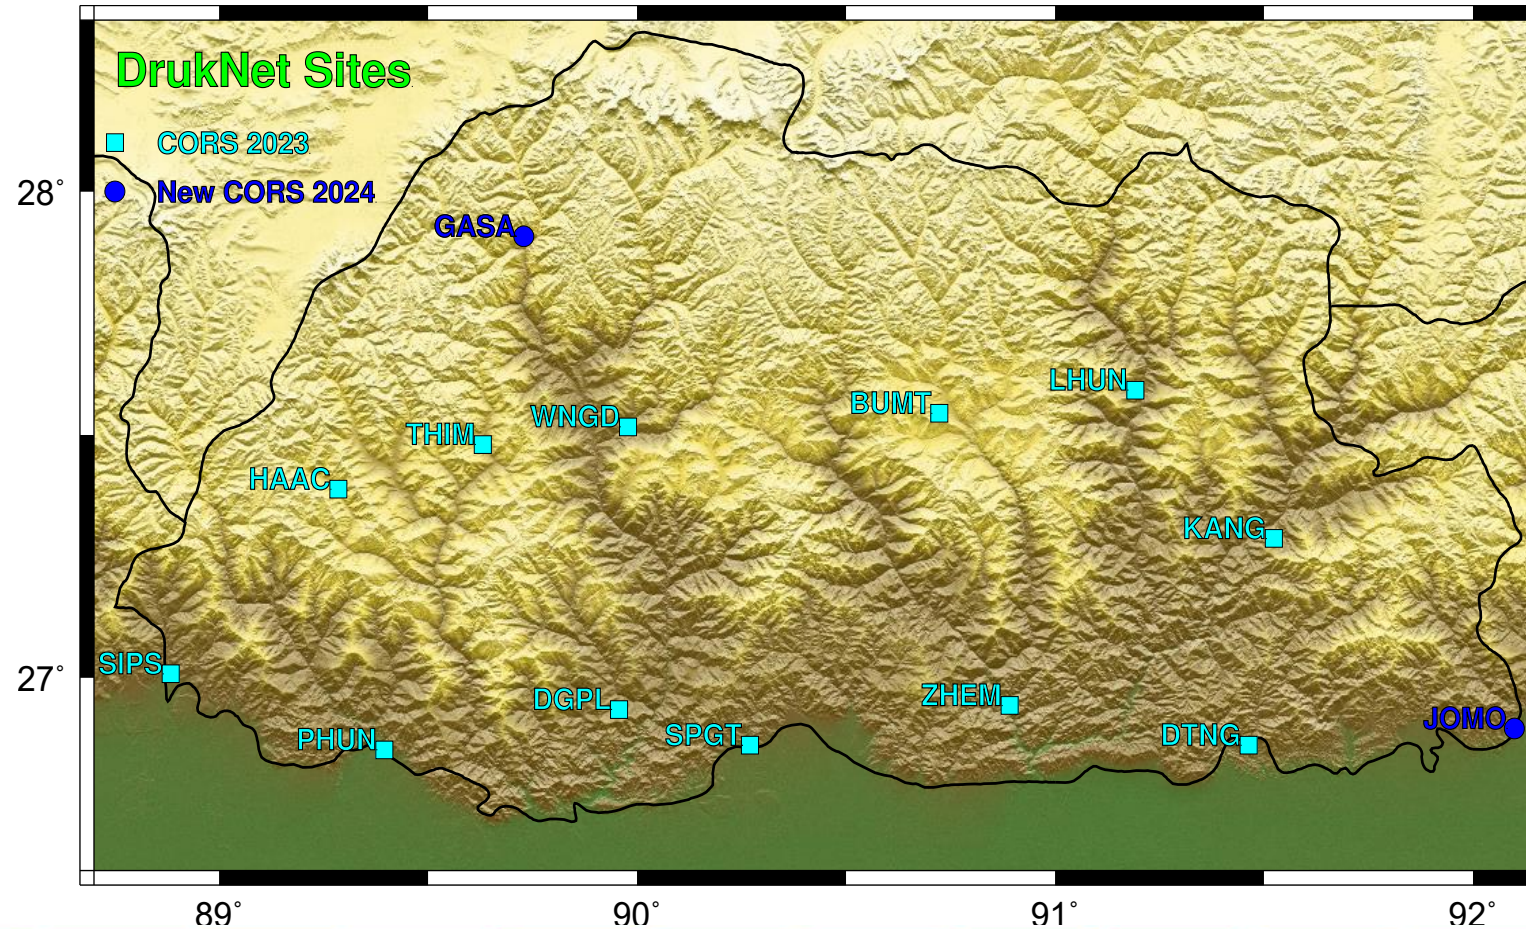 DrukNet Sites
CORS 2023
28°
New CORS 2024
GASA
LHUN
BUMT
WNGD
THIM
HAAC
KANG
27°
SIPS
ZHEM
DGPL
JOMO
SPGT
DTNG
PHUN
89°
90°
91°
92°